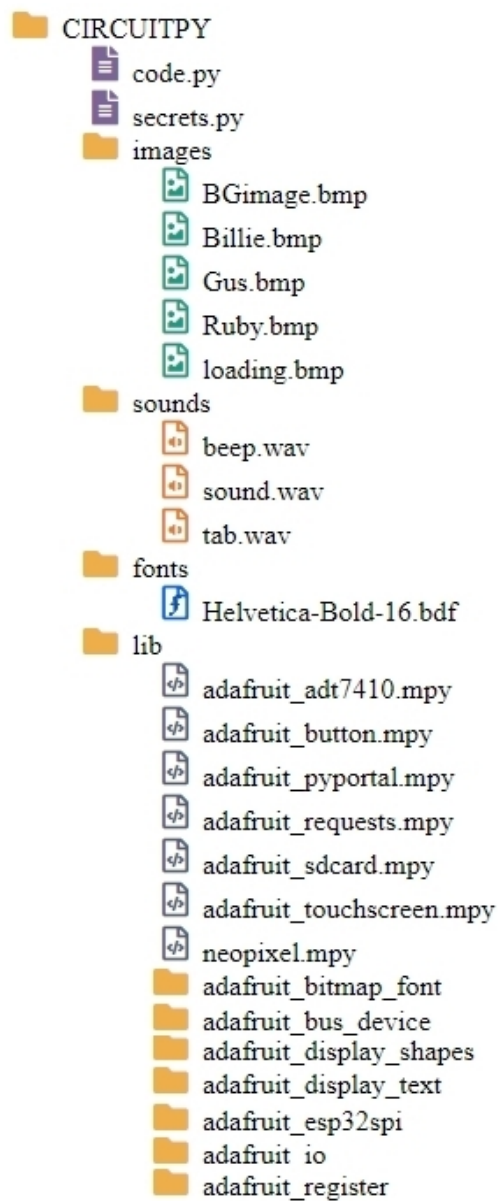 CIRCUITPY
code.py
secrets.py
images
BGimage.bmp
Billie.bmp
Gus.bmp
Ruby.bmp
loading.bmp
sounds
beep.wav
sound.wav
tab.wav
fonts
Helvetica-Bold-16.bdf
lib
adafruit_adt7410.mpy
adafruit_button.mpy
adafruit_pyportal.mpy
adafruit_requests.mpy
adafruit_sdcard.mpy
adafruit_touchscreen.mpy
neopixel.mpy
adafruit_bitmap_font
adafruit_bus_device
adafruit_display_shapes
adafruit_display_text
adafruit_esp32spi
adafruit_io
adafruit_register